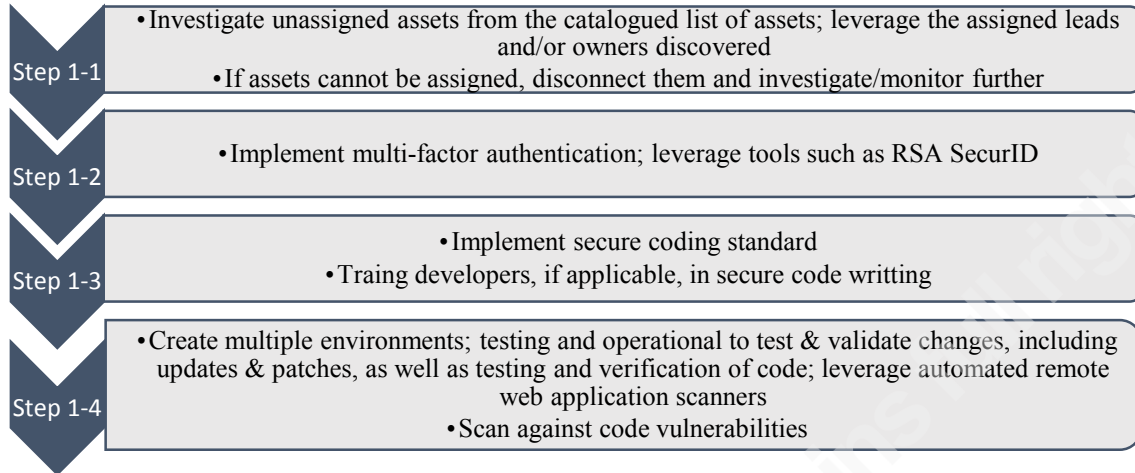 Step 1-1
•Investigate unassigned assets from the catalogued list of assets; leverage the assigned leads
and/or owners discovered
•If assets cannot be assigned, disconnect them and investigate/monitor further
Step 1-2
•Implement multi-factor authentication; leverage tools such as RSA SecurID
Step 1-3
•Implement secure coding standard
•Traing developers, if applicable, in secure code writting
Step 1-4
•Create multiple environments; testing and operational to test & validate changes, including
updates & patches, as well as testing and verification of code; leverage automated remote
web application scanners
•Scan against code vulnerabilities
ins full righ